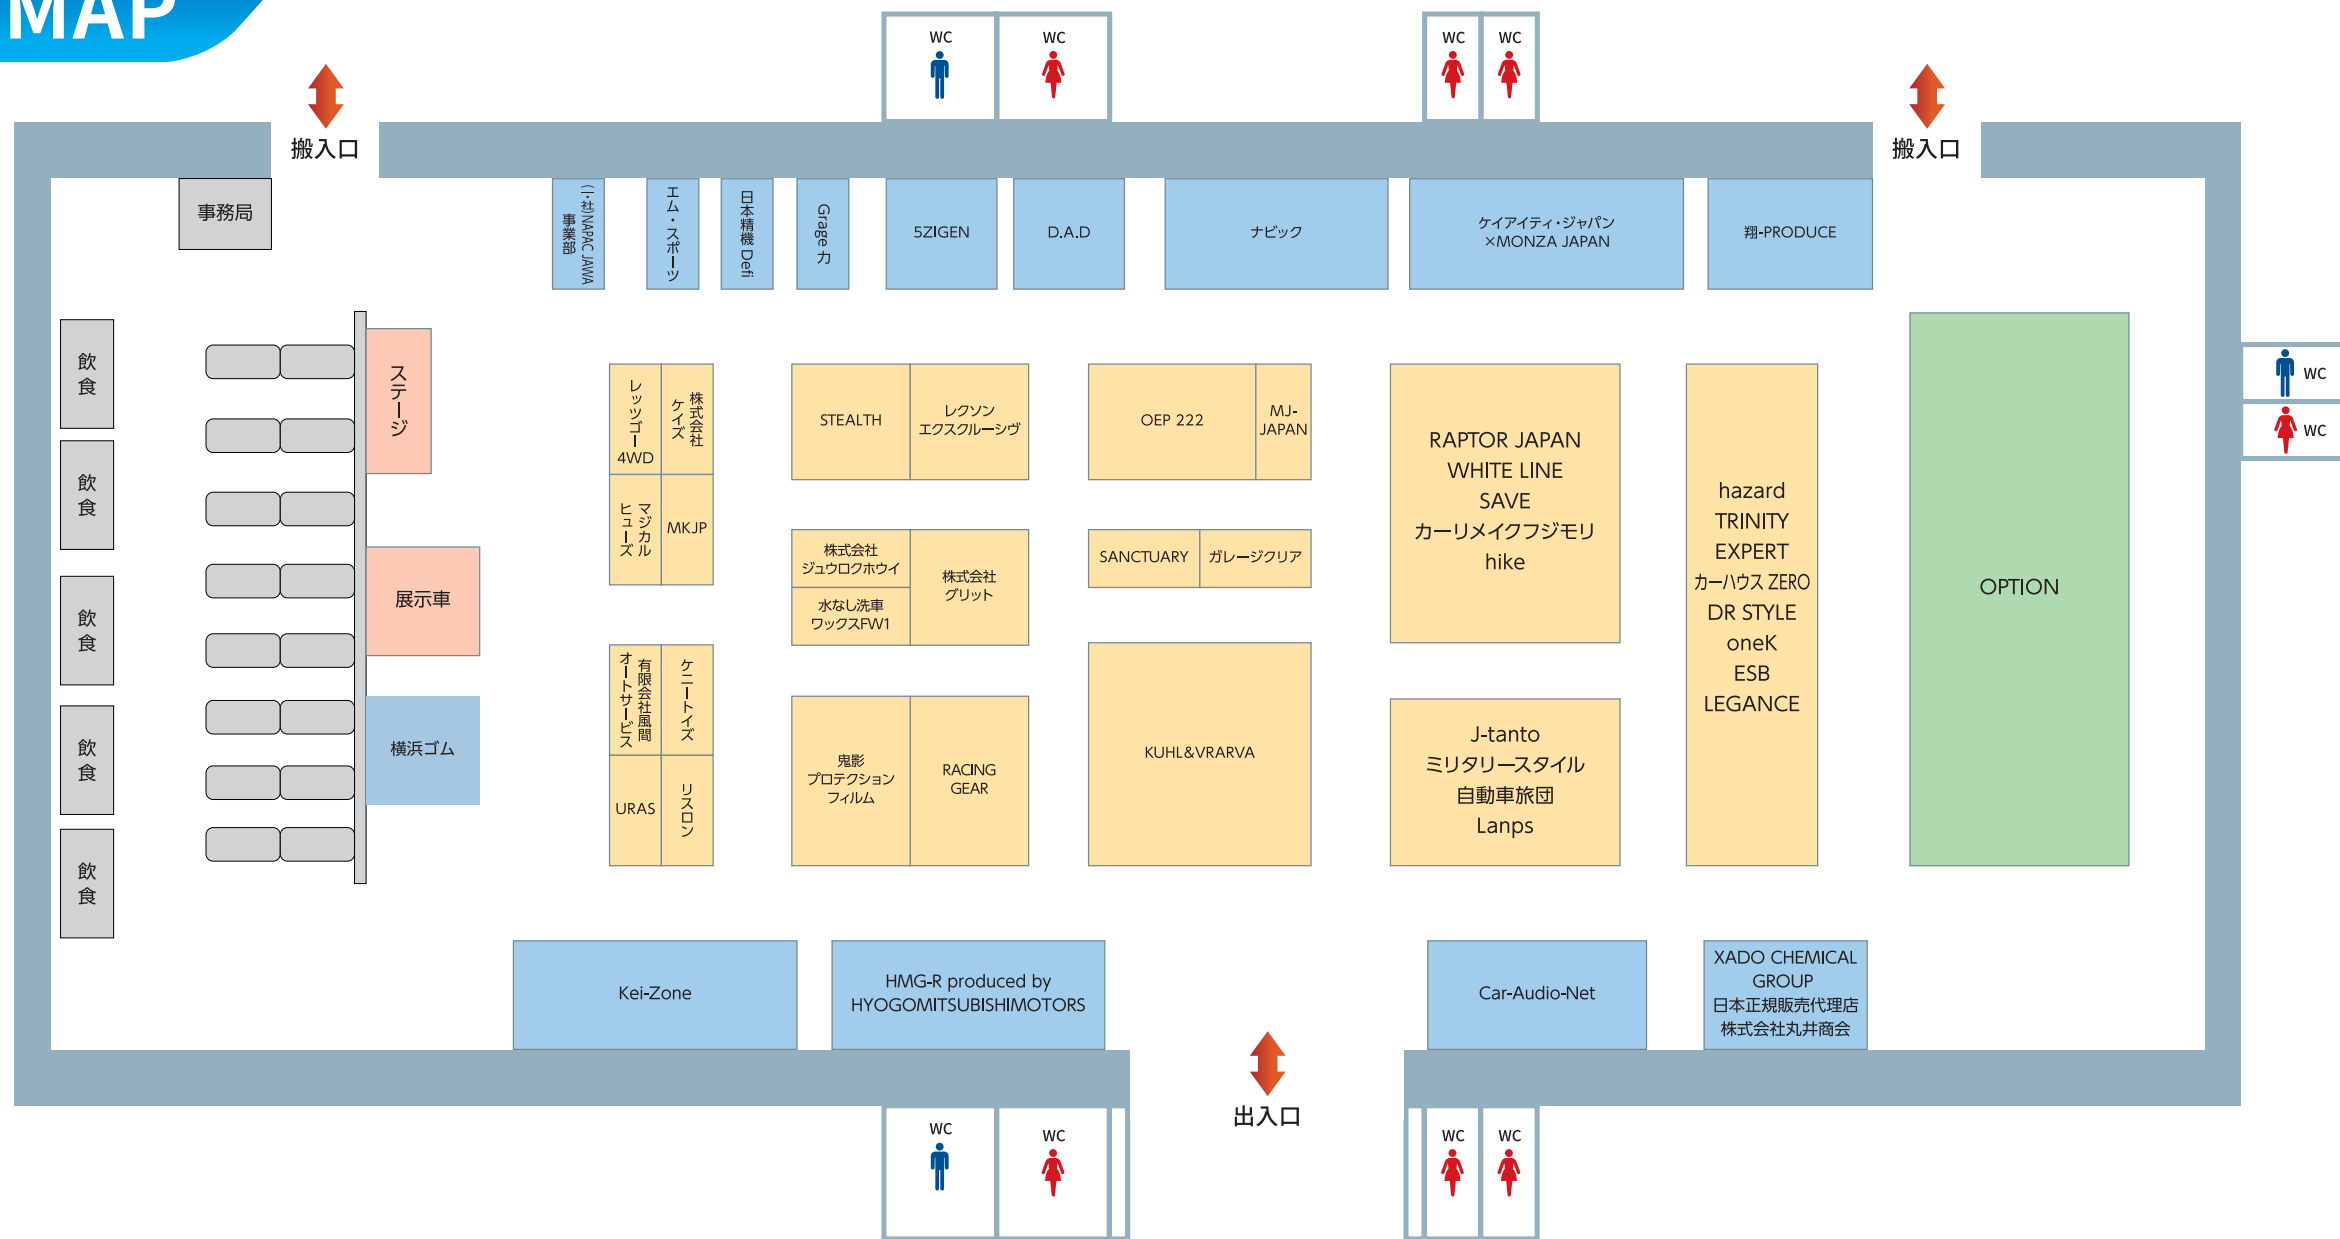 MAP
WC
WC
WC
WC
搬入口
搬入口
事務局
(一社)NAPAC JAWA
事業部
エム・スポーツ
日本精機 Defi
Grage 力
5ZIGEN
D.A.D
ナビック
ケイアイティ・ジャパン
×MONZA JAPAN
翔-PRODUCE
飲食
飲食
飲食
飲食
飲食
ステージ
展示車
横浜ゴム
レッツゴー
4WD
株式会社
ケイズ
マジカル
ヒューズ
MKJP
有限会社風間
オートサービス
ケニートイズ
URAS
リスロン
STEALTH
レクソン
エクスクルーシヴ
株式会社
ジュウロクホウイ
水なし洗車
ワックスFW1
株式会社
グリット
鬼影
プロテクション
フィルム
RACING
GEAR
OEP 222
MJ-
JAPAN
SANCTUARY
ガレージクリア
KUHL&VRARVA
RAPTOR JAPAN
WHITE LINE
SAVE
カーリメイクフジモリ
hike
J-tanto
ミリタリースタイル
自動車旅団
Lanps
hazard
TRINITY
EXPERT
カーハウス ZERO
DR STYLE
oneK
ESB
LEGANCE
OPTION
WC
WC
Kei-Zone
HMG-R produced by
HYOGOMITSUBISHIMOTORS
Car-Audio-Net
XADO CHEMICAL
GROUP
日本正規販売代理店
株式会社丸井商会
出入口
WC
WC
WC
WC